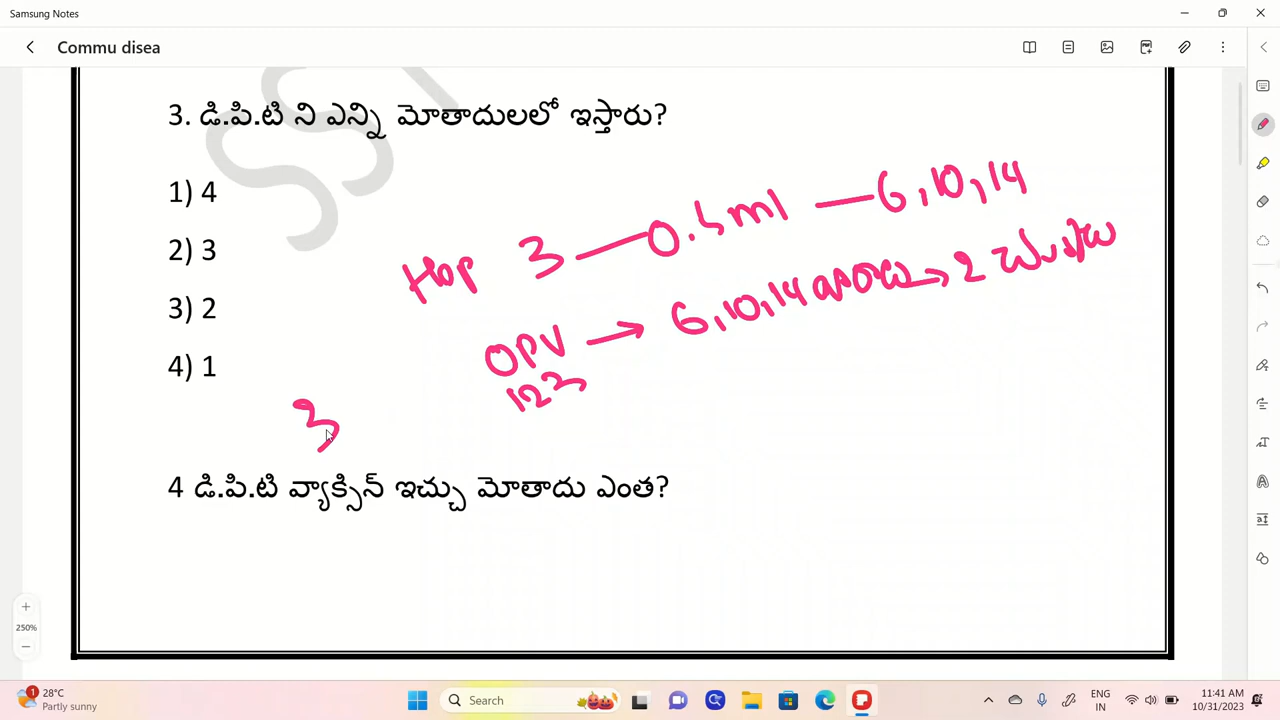 Samsung Notes
Commu disea
3. డి.పి.టి ని ఎన్ని మోతాదులలో ఇస్తారు?
1) 4
2) 3
3) 2
4) 1
Hep 3 — 0.5ml — 6,10,14
OPV → 6,10,14 → 2
123
3
4 డి.పి.టి వ్యాక్సిన్ ఇచ్చు మోతాదు ఎంత?
250%
1
28°C
Partly sunny
Search
ENG
IN
11:41 AM
10/31/2023